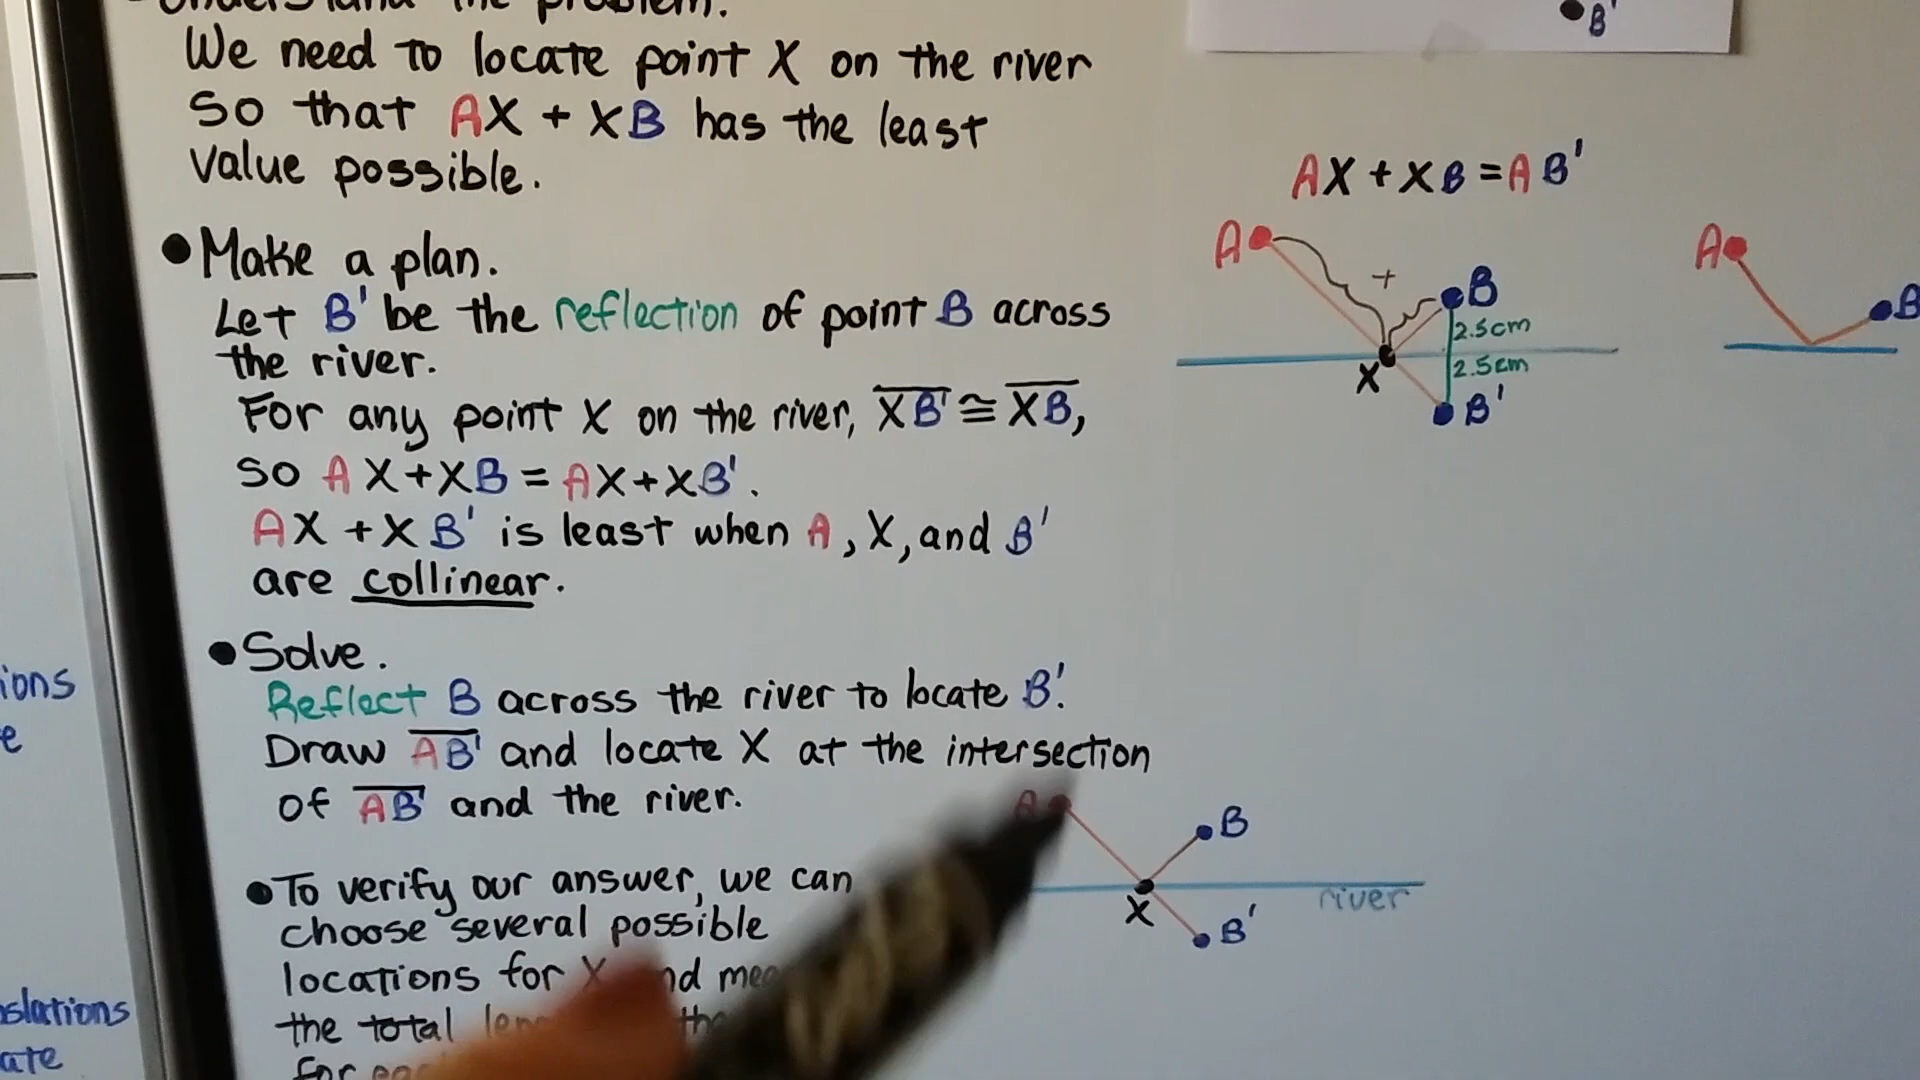 Understand the problem.
We need to locate point X on the river
so that AX + XB has the least
value possible.
• Make a plan.
Let B' be the reflection of point B across
the river.
For any point X on the river, XB' ≅ XB,
so AX+XB = AX+XB'.
AX + XB' is least when A, X, and B'
are collinear.
• Solve.
Reflect B across the river to locate B'.
Draw AB' and locate X at the intersection
of AB' and the river.
• To verify our answer, we can
choose several possible
locations for X
the total
for
B'
AX + XB = AB'
A
+
B
2.5cm
2.5cm
X
B'
A
B
A
B
X
river
B'
ions
e
slations
ate